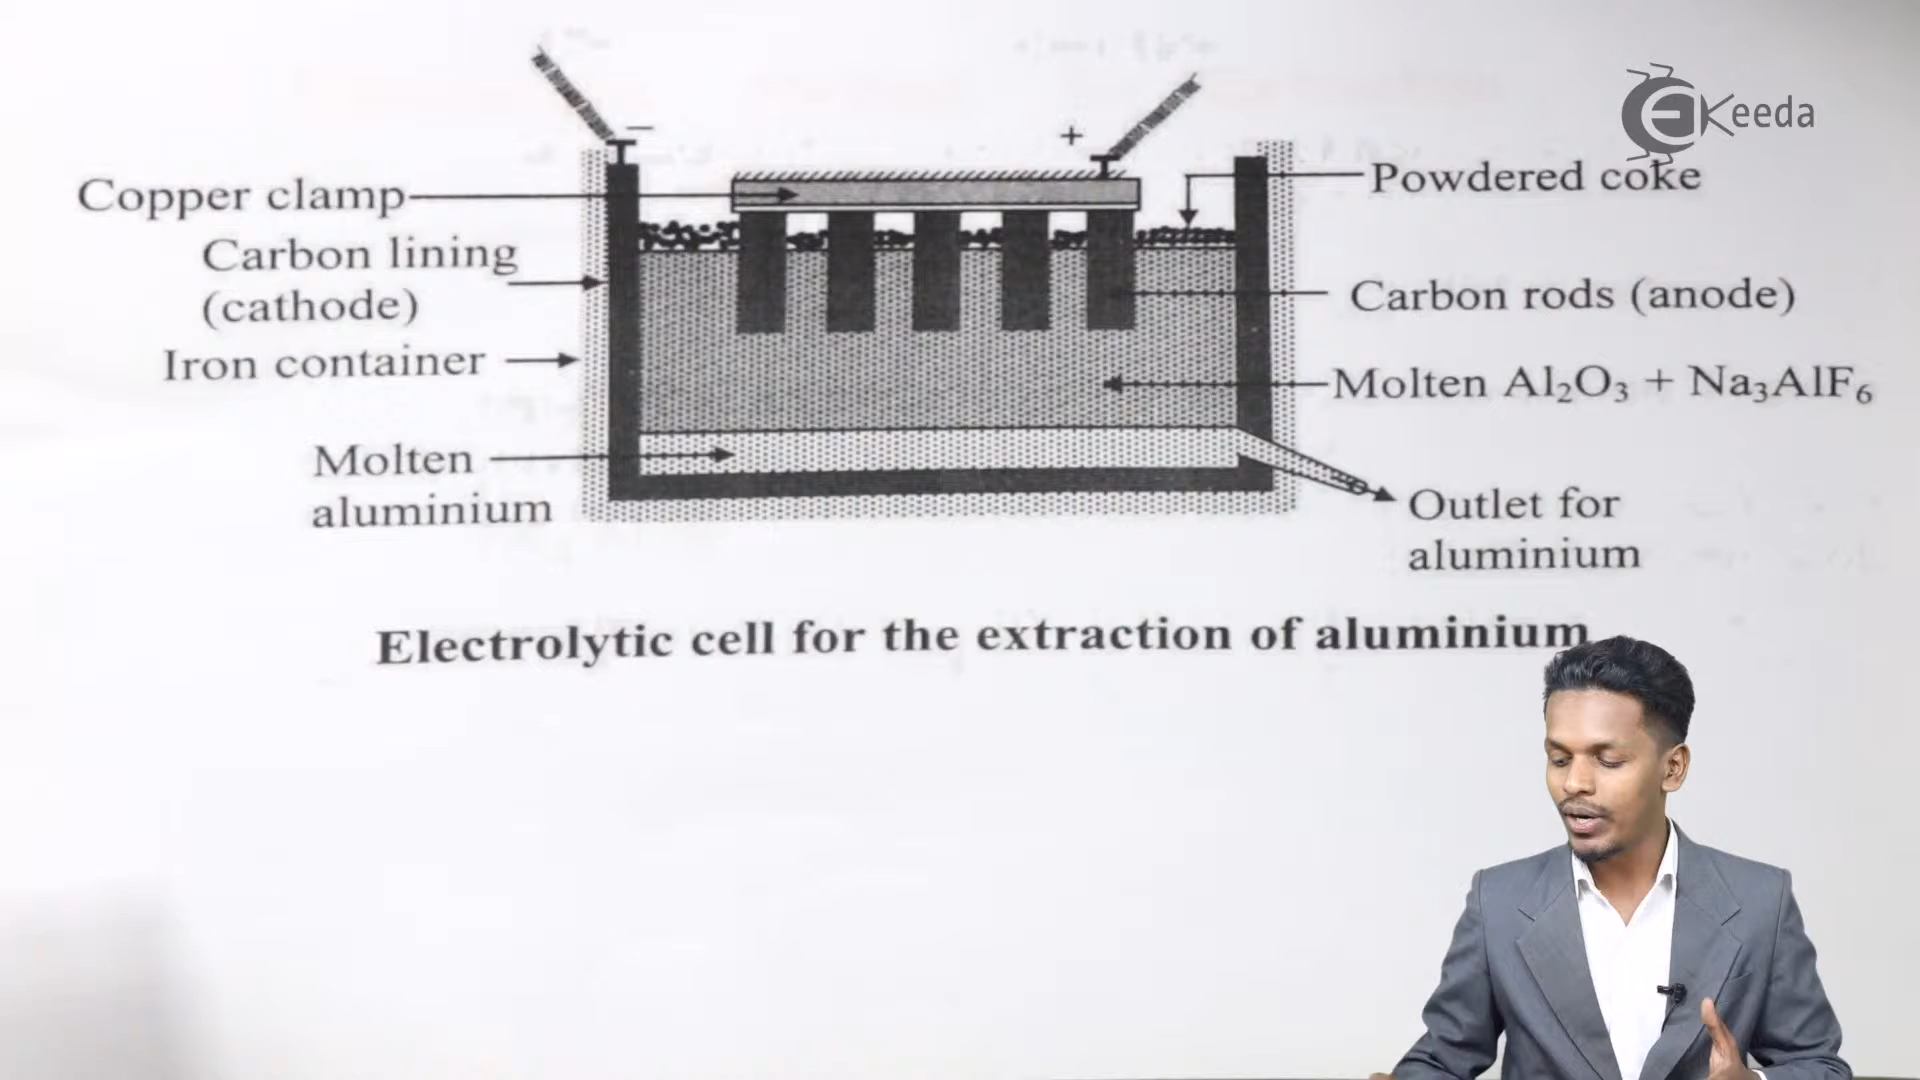 Keeda
−
+
Copper clamp
Powdered coke
Carbon lining
(cathode)
Carbon rods (anode)
Iron container
Molten Al₂O₃ + Na₃AlF₆
Molten
aluminium
Outlet for
aluminium
Electrolytic cell for the extraction of aluminium